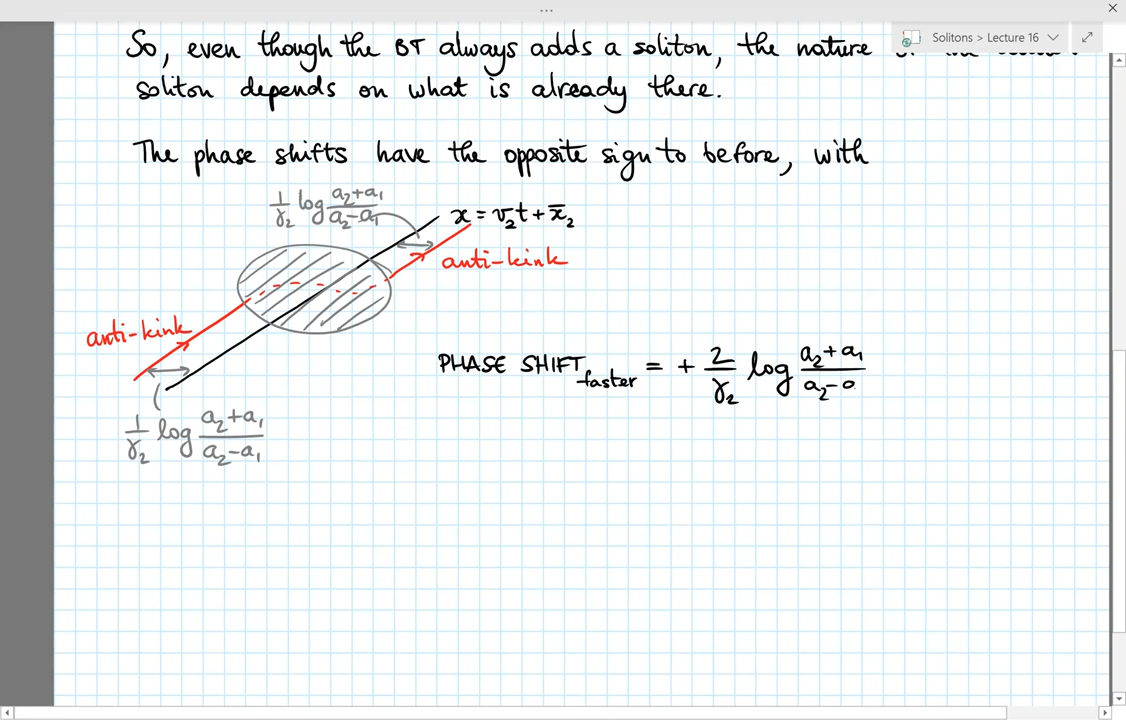 ...
Solitons > Lecture 16
So, even though the BT always adds a soliton, the nature
soliton depends on what is already there.
The phase shifts have the opposite sign to before, with
1/γ₂ log (a₂+a₁)/(a₂-a₁)
x = v₂t + x̄₂
anti-kink
anti-kink
PHASE SHIFT_faster = + 2/γ₂ log (a₂+a₁)/(a₂-a
1/γ₂ log (a₂+a₁)/(a₂-a₁)